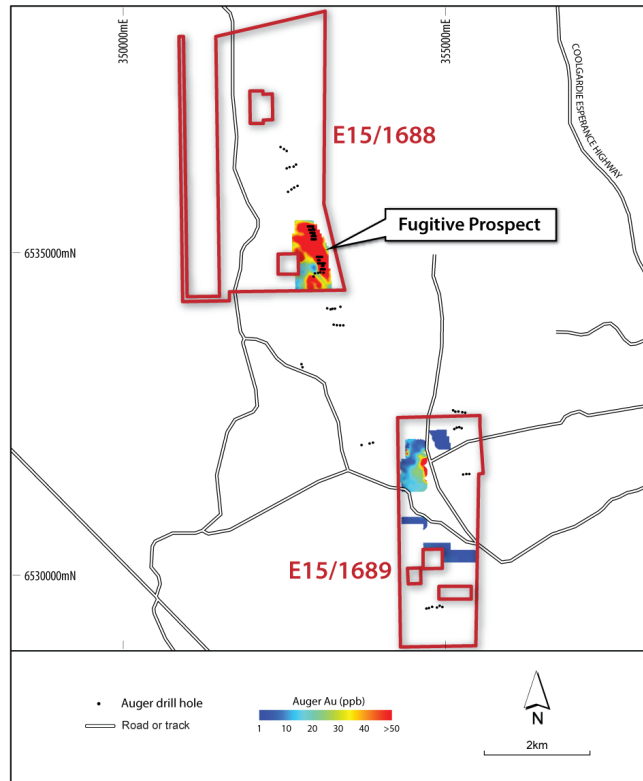 350000mE
355000mE
COOLGARDIE ESPERANCE HIGHWAY
E15/1688
Fugitive Prospect
6535000mN
E15/1689
6530000mN
Auger drill hole
Road or track
Auger Au (ppb)
1 10 20 30 40 >50
N
2km